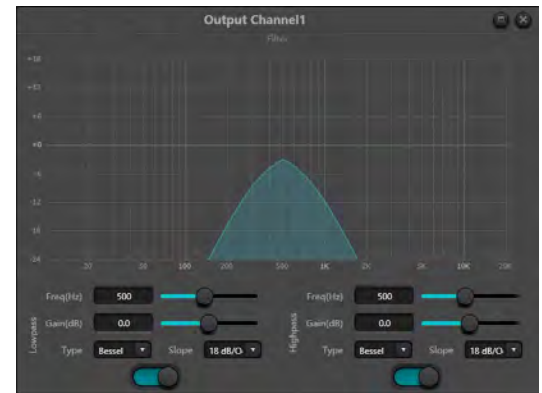 Output Channel1
Filter
+18
+12
+6
+0
-6
-12
-18
-24
20 50 100 200 500 1K 2K 5K 10K 20K
Lowpass
Freq(Hz) 500
Gain(dB) 0.0
Type Bessel Slope 18 dB/O
Highpass
Freq(Hz) 500
Gain(dB) 0.0
Type Bessel Slope 18 dB/O